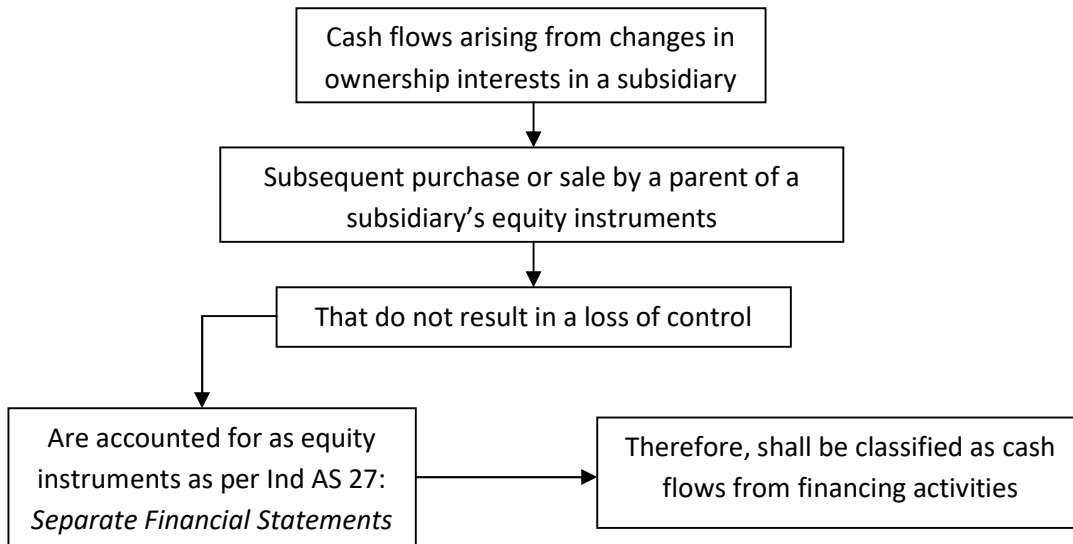 Cash flows arising from changes in
ownership interests in a subsidiary
Subsequent purchase or sale by a parent of a
subsidiary’s equity instruments
That do not result in a loss of control
Are accounted for as equity
instruments as per Ind AS 27:
Separate Financial Statements
Therefore, shall be classified as cash
flows from financing activities